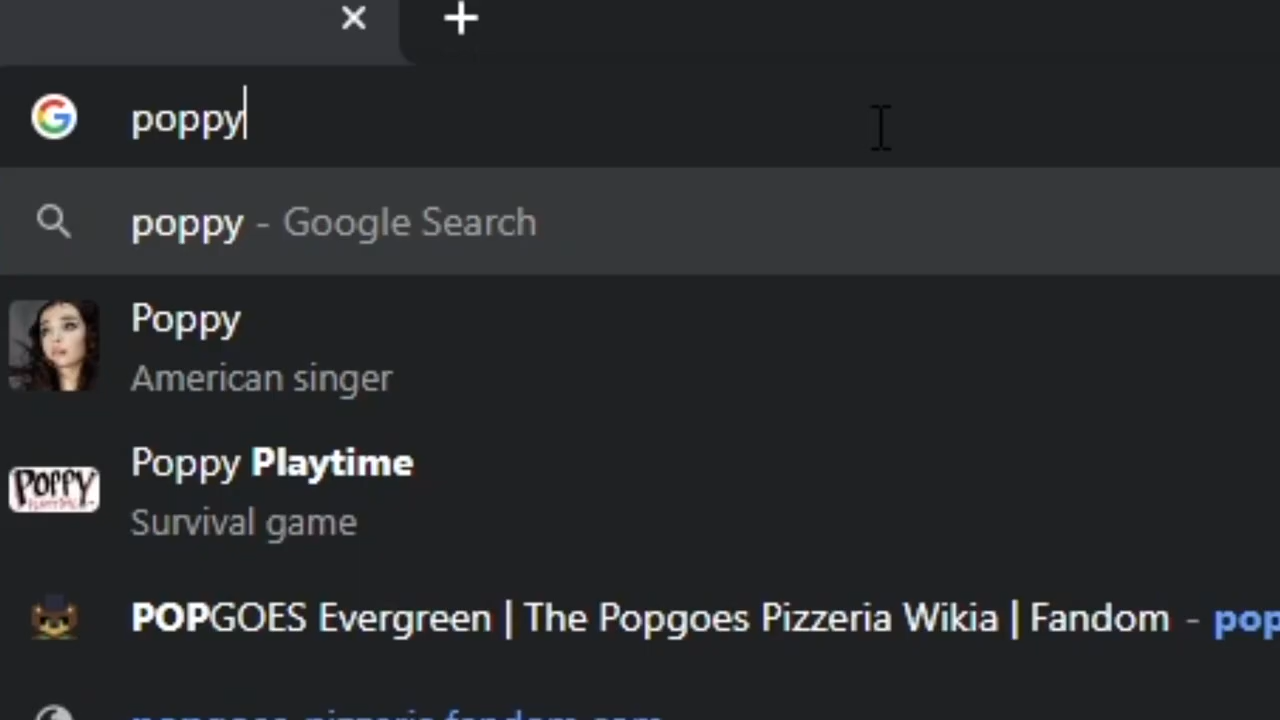 poppy
poppy - Google Search
Poppy
American singer
Poppy Playtime
POPPY
Survival game
POPGOES Evergreen | The Popgoes Pizzeria Wikia | Fandom - pop